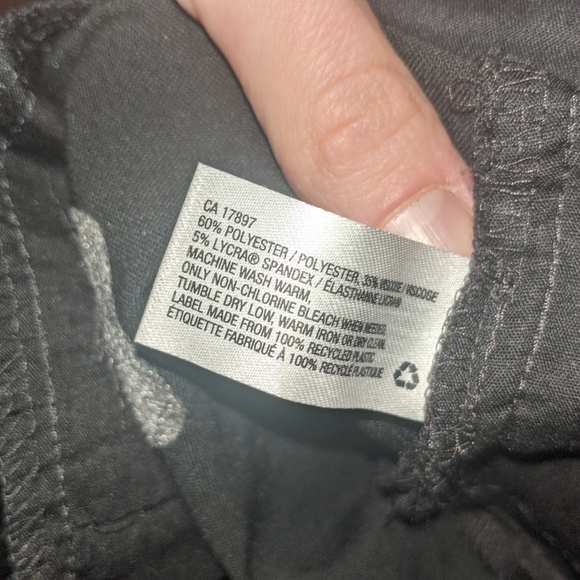 CA 17897
60% POLYESTER / POLYESTER, 35% VISCOSE / VISCOSE
5% LYCRA® SPANDEX / ÉLASTHANNE LYCRA®
MACHINE WASH WARM,
ONLY NON-CHLORINE BLEACH WHEN NEEDED.
TUMBLE DRY LOW, WARM IRON OR DRY CLEAN.
LABEL MADE FROM 100% RECYCLED PLASTIC
ETIQUETTE FABRIQUÉ À 100% RECYCLÉ PLASTIQUE